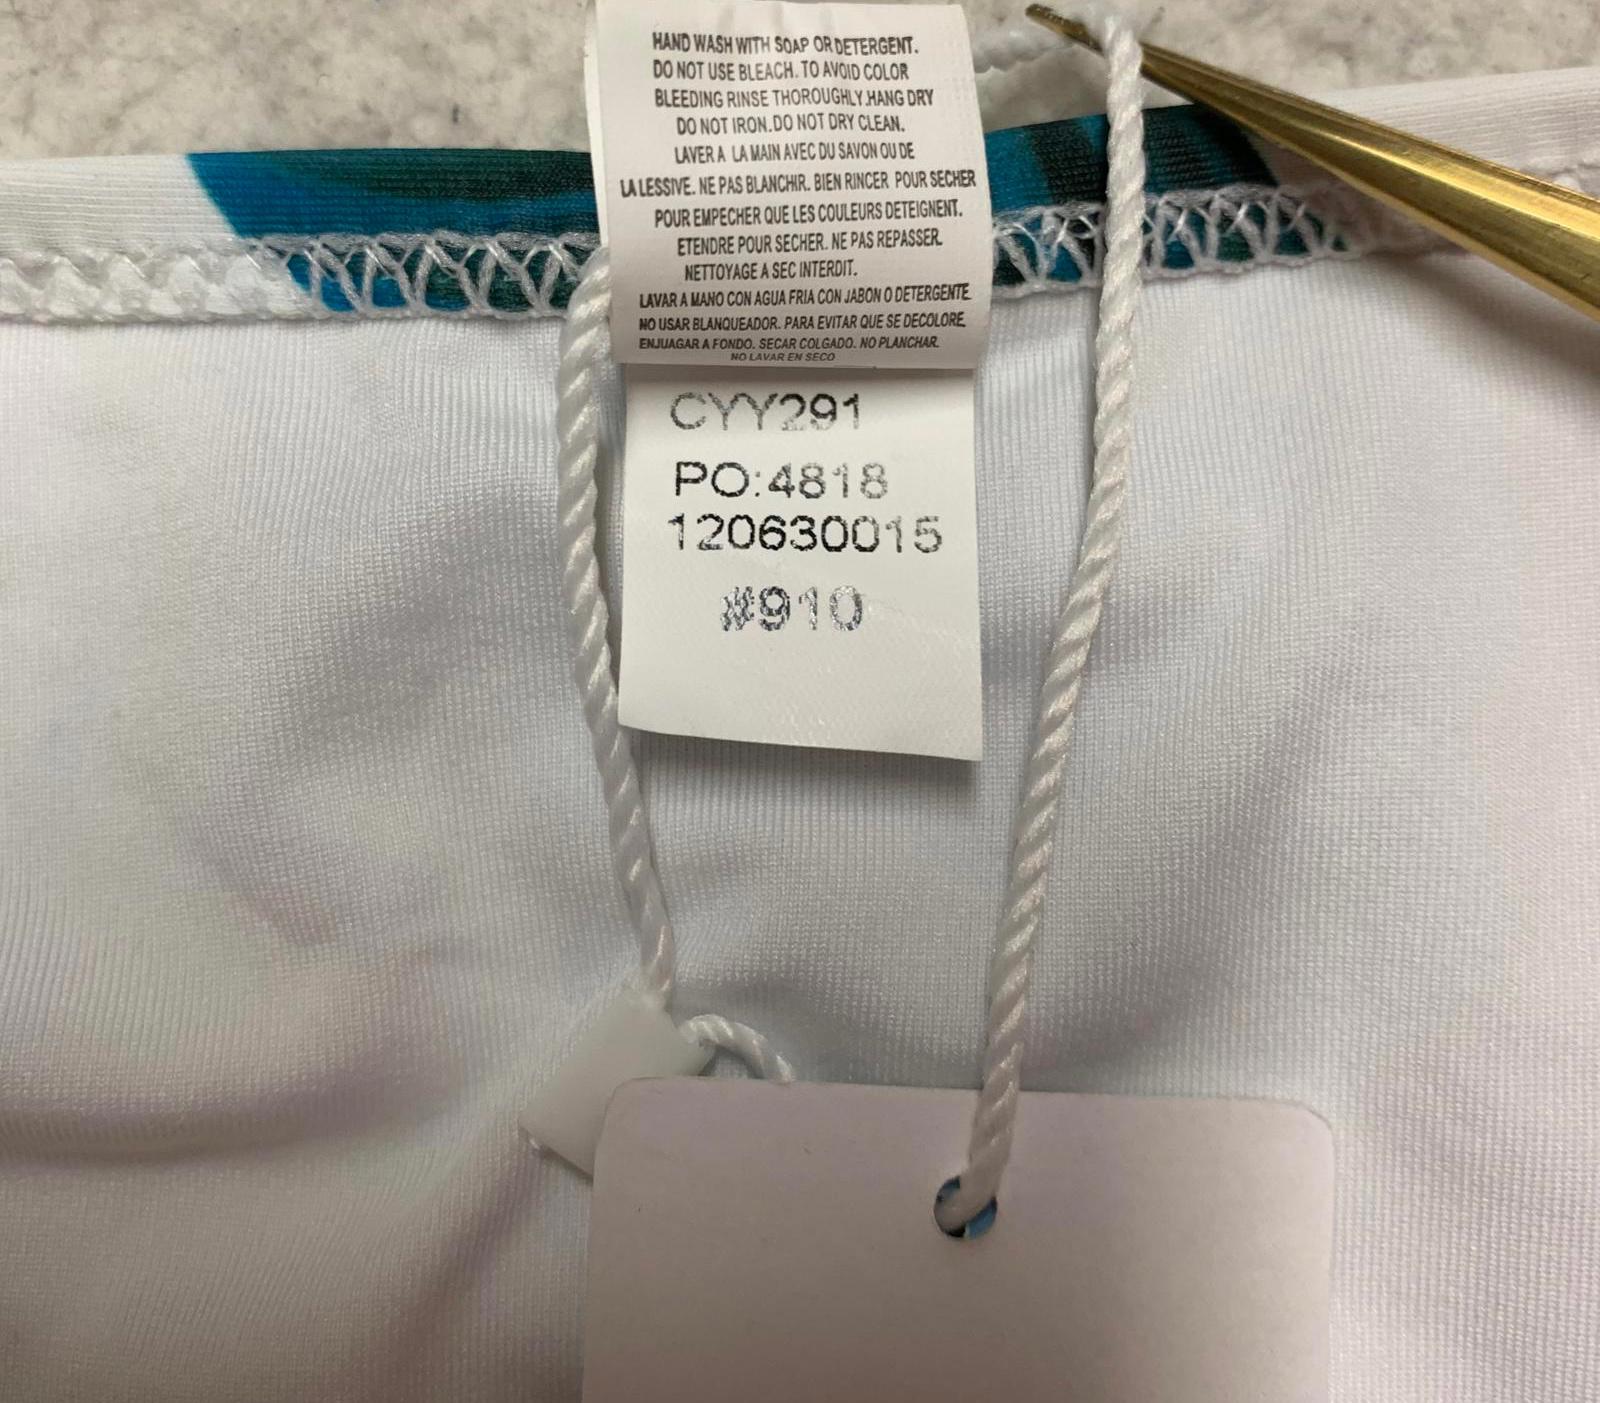 HAND WASH WITH SOAP OR DETERGENT.
DO NOT USE BLEACH. TO AVOID COLOR
BLEEDING RINSE THOROUGHLY.HANG DRY
DO NOT IRON.DO NOT DRY CLEAN.
LAVER A LA MAIN AVEC DU SAVON OU DE
LA LESSIVE. NE PAS BLANCHIR. BIEN RINCER POUR SECHER
POUR EMPECHER QUE LES COULEURS DETEIGNENT.
ETENDRE POUR SECHER. NE PAS REPASSER.
NETTOYAGE A SEC INTERDIT.
LAVAR A MANO CON AGUA FRIA CON JABON O DETERGENTE.
NO USAR BLANQUEADOR. PARA EVITAR QUE SE DECOLORE,
ENJUAGAR A FONDO. SECAR COLGADO. NO PLANCHAR.
NO LAVAR EN SECO
CYY291
PO:4818
120630015
#910